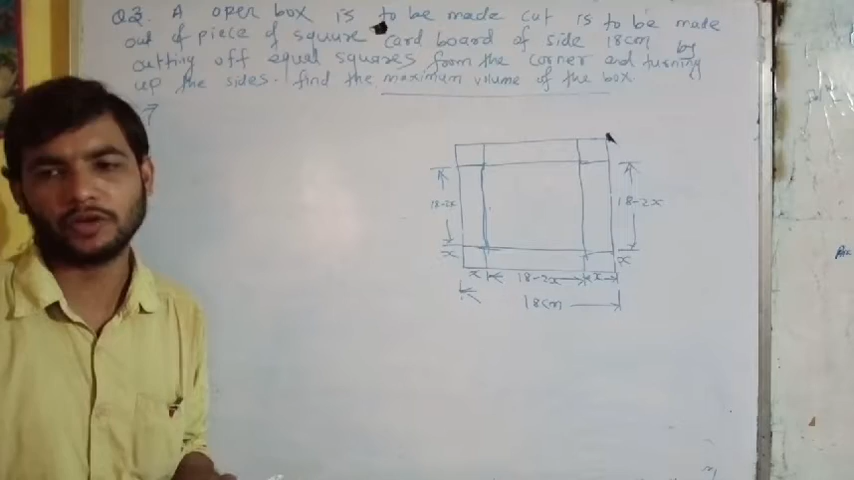 Q2. A open box is to be made cut is to be made
out of piece of square card board of side 18cm by
cutting off equal squares from the corner and turning
up the sides. find the maximum volume of the box.
18-2x
18-2x
x
x
x
18-2x
x
18cm